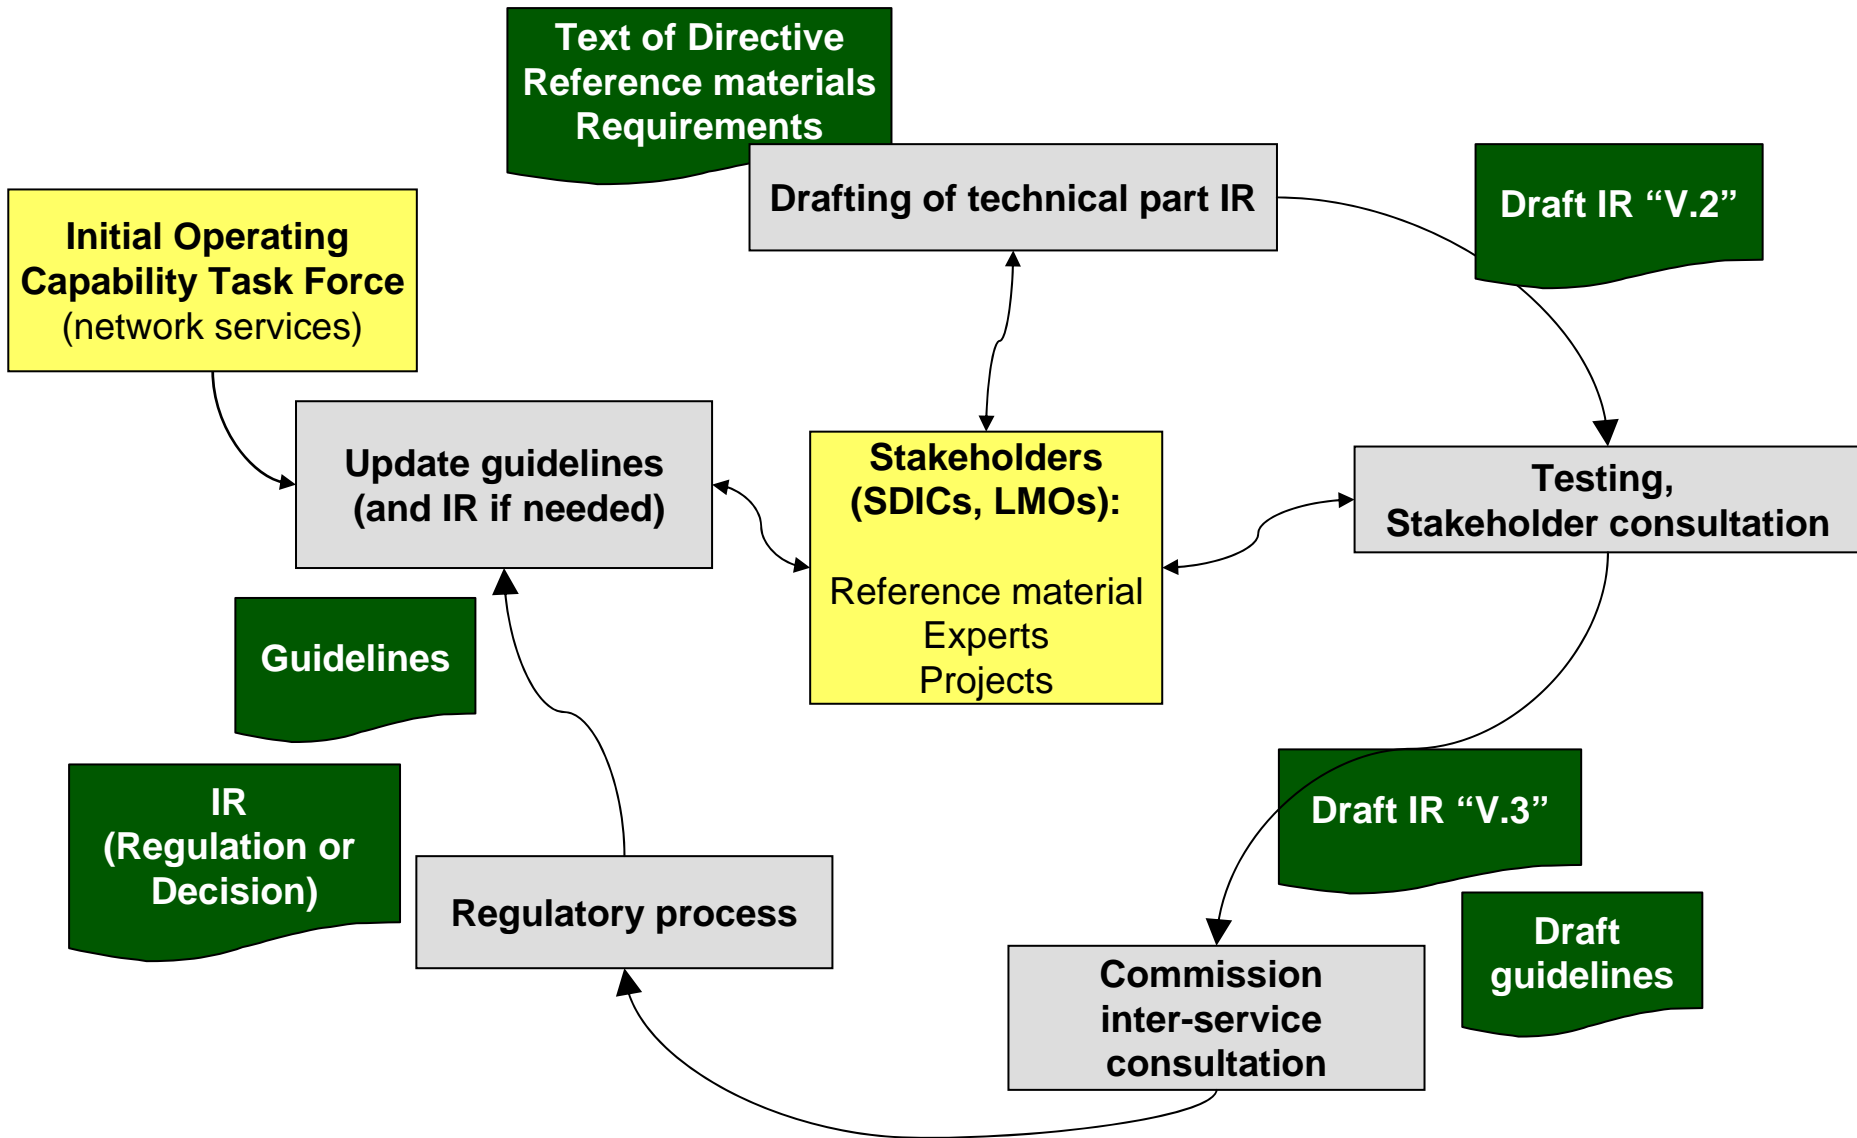 Text of Directive
Reference materials
Requirements
Drafting of technical part IR
Draft IR “V.2”
Initial Operating
Capability Task Force
(network services)
Update guidelines
(and IR if needed)
Stakeholders
(SDICs, LMOs):
Reference material
Experts
Projects
Testing,
Stakeholder consultation
Guidelines
IR
(Regulation or
Decision)
Regulatory process
Draft IR “V.3”
Draft
guidelines
Commission
inter-service
consultation